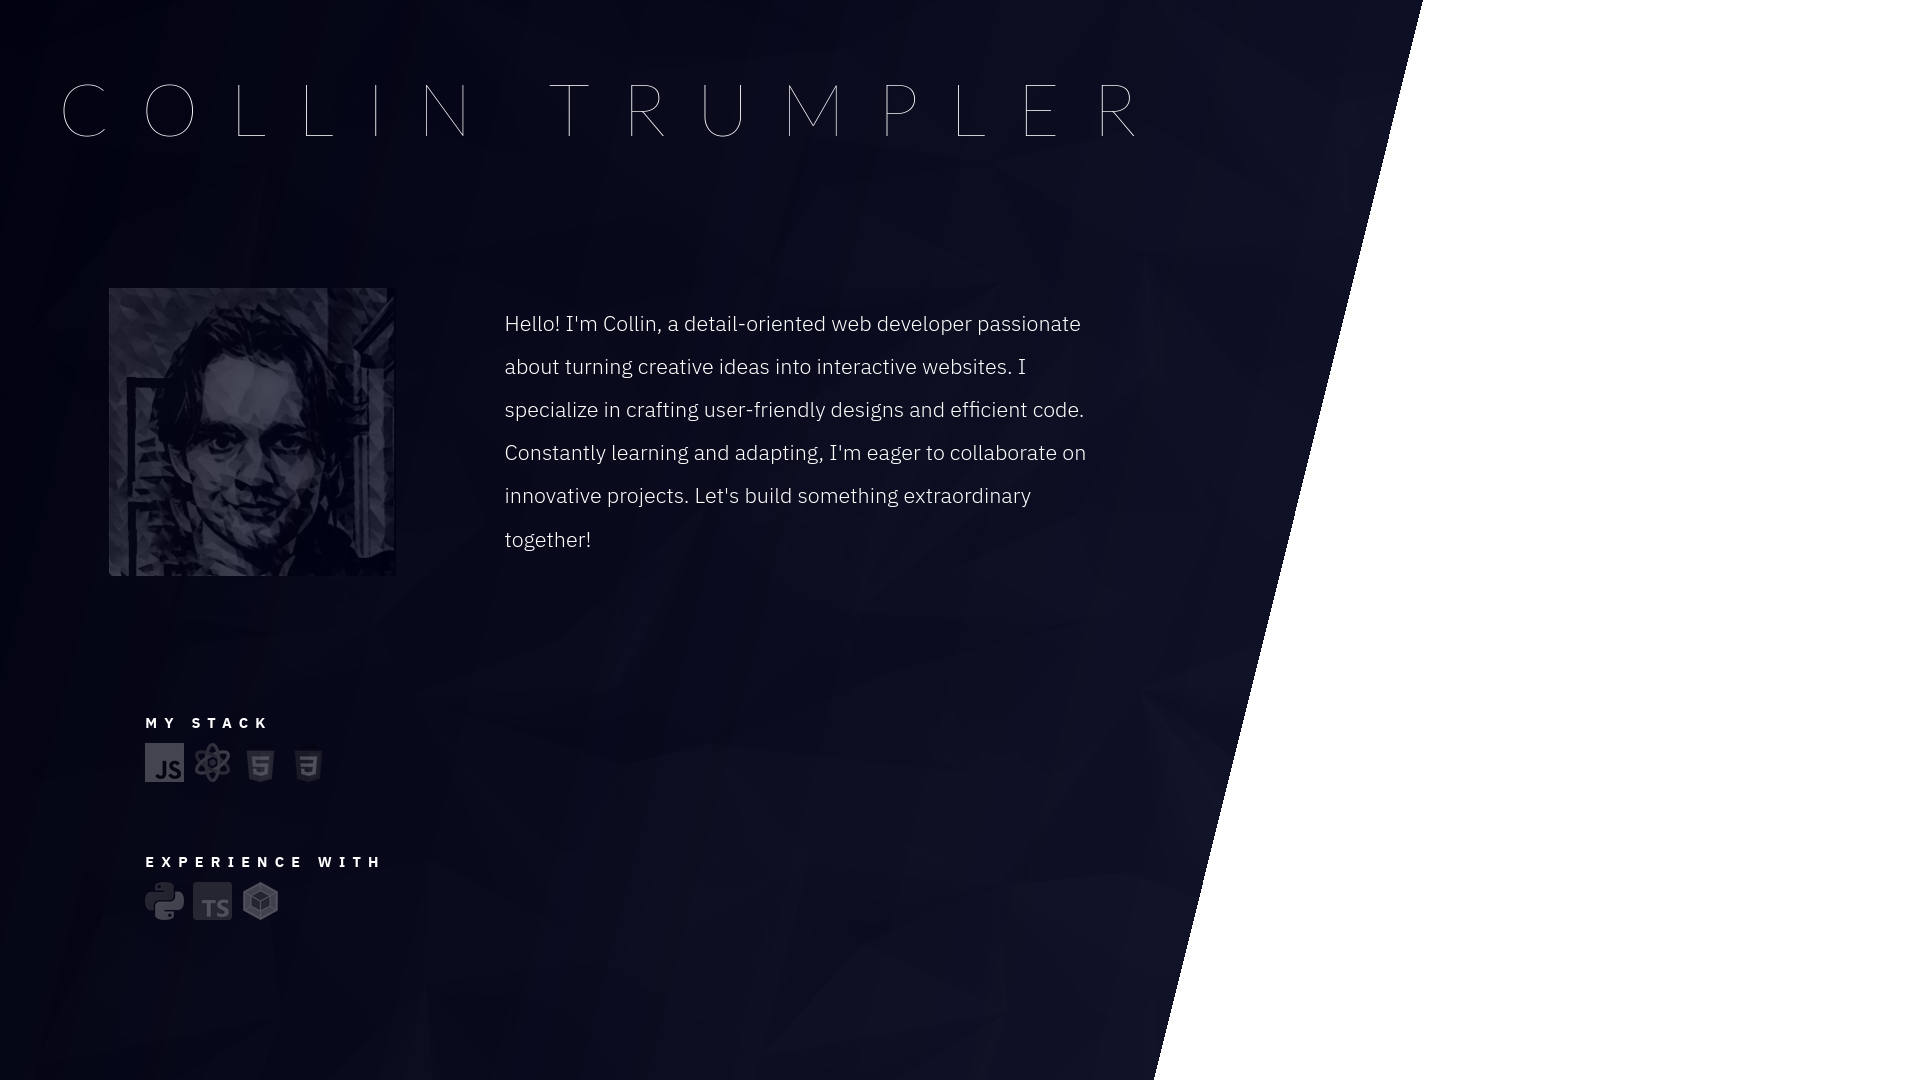 COLLIN TRUMPLER
Hello! I'm Collin, a detail-oriented web developer passionate
about turning creative ideas into interactive websites. I
specialize in crafting user-friendly designs and efficient code.
Constantly learning and adapting, I'm eager to collaborate on
innovative projects. Let's build something extraordinary
together!
MY STACK
JS
5
3
EXPERIENCE WITH
TS